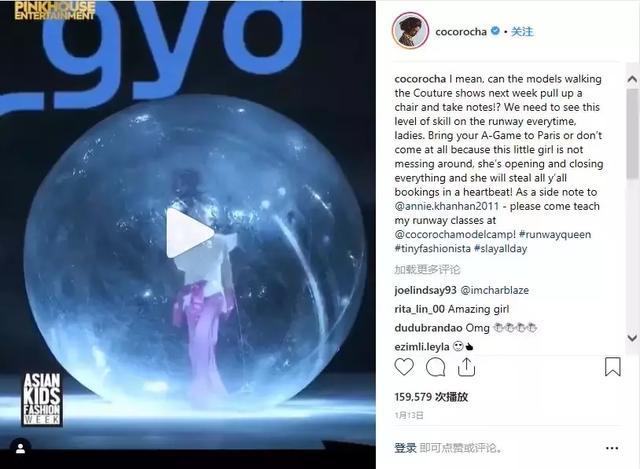 PINKHOUSE
ENTERTAINMENT
gyd
cocorocha • 关注
cocorocha I mean, can the models walking
the Couture shows next week pull up a
chair and take notes!? We need to see this
level of skill on the runway everytime,
ladies. Bring your A-Game to Paris or don't
come at all because this little girl is not
messing around, she's opening and closing
everything and she will steal all y'all
bookings in a heartbeat! As a side note to
@annie.khanhan2011 - please come teach
my runway classes at
@cocorochamodelcamp! #runwayqueen
#tinyfashionista #slayallday
加载更多评论
joelindsay93 @imcharblaze
rita_lin_00 Amazing girl
dudubrandao Omg 
ezimli.leyla
159,579 次播放
1月13日
登录 即可点赞或评论。
ASIAN
KIDS
FASHION
WEEK